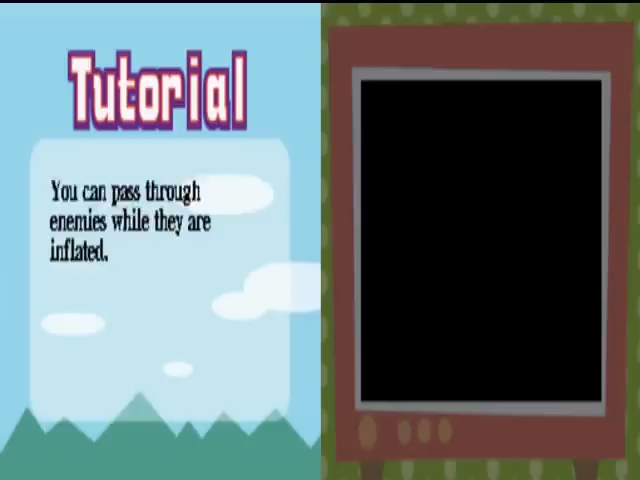 Tutorial
You can pass through
enemies while they are
inflated.